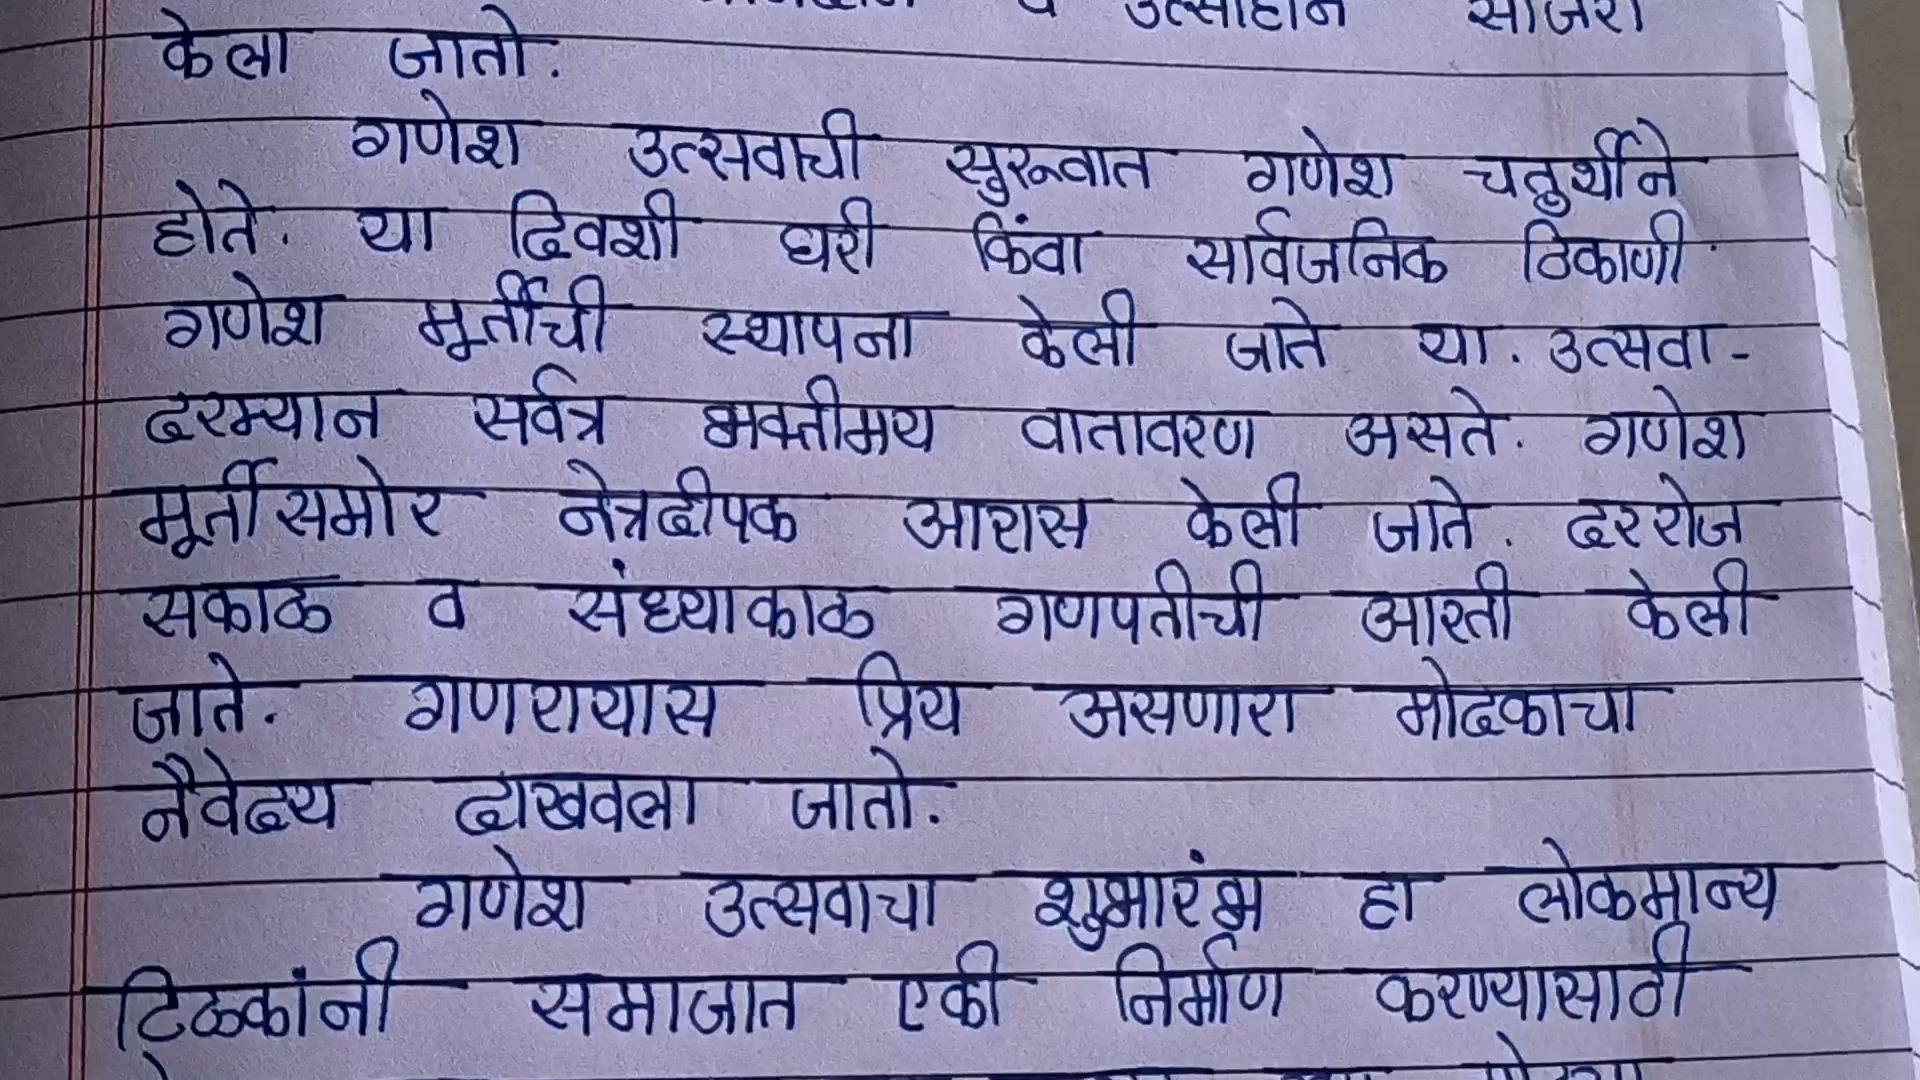 व उत्साहाने साजरा
केला जातो.
गणेश उत्सवाची सुरूवात गणेश चतुर्थीने
होते. या दिवशी घरी किंवा सार्वजनिक ठिकाणी
गणेश मूर्तीची स्थापना केली जाते या. उत्सवा-
दरम्यान सर्वत्र भक्तीमय वातावरण असते. गणेश
मूर्तीसमोर नेत्रदीपक आरास केली जाते. दररोज
सकाळ व संध्याकाळ गणपतीची आरती केली
जाते. गणरायास प्रिय असणारा मोदकाचा
नैवेद्य दाखवला जातो.
गणेश उत्सवाचा शुभारंभ हा लोकमान्य
टिळकांनी समाजात एकी निर्माण करण्यासाठी